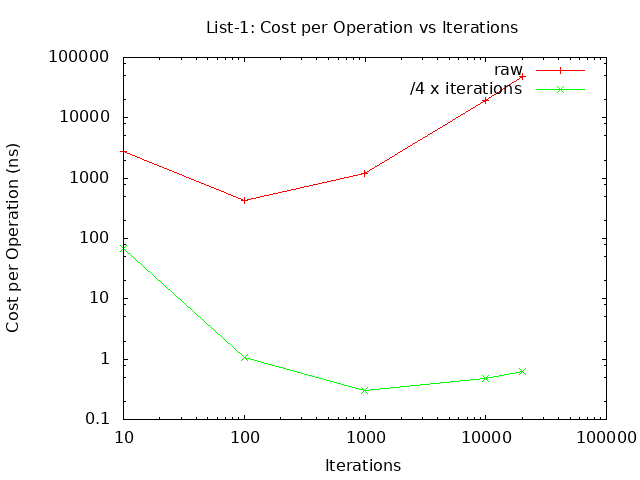 List-1: Cost per Operation vs Iterations
100000
10000
1000
100
10
1
0.1
Cost per Operation (ns)
raw
/4 x iterations
10
100
1000
10000
100000
Iterations